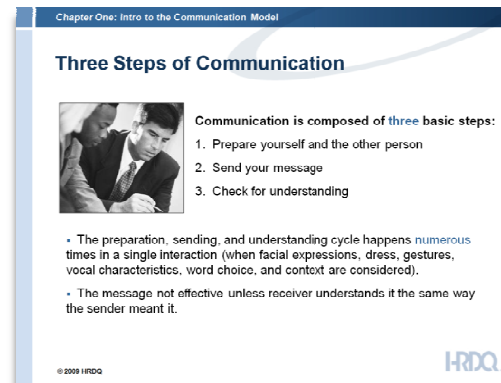 Chapter One: Intro to the Communication Model
Three Steps of Communication
Communication is composed of three basic steps:
1. Prepare yourself and the other person
2. Send your message
3. Check for understanding
▪ The preparation, sending, and understanding cycle happens numerous
times in a single interaction (when facial expressions, dress, gestures,
vocal characteristics, word choice, and context are considered).
▪ The message not effective unless receiver understands it the same way
the sender meant it.
© 2009 HRDQ
HRDQ